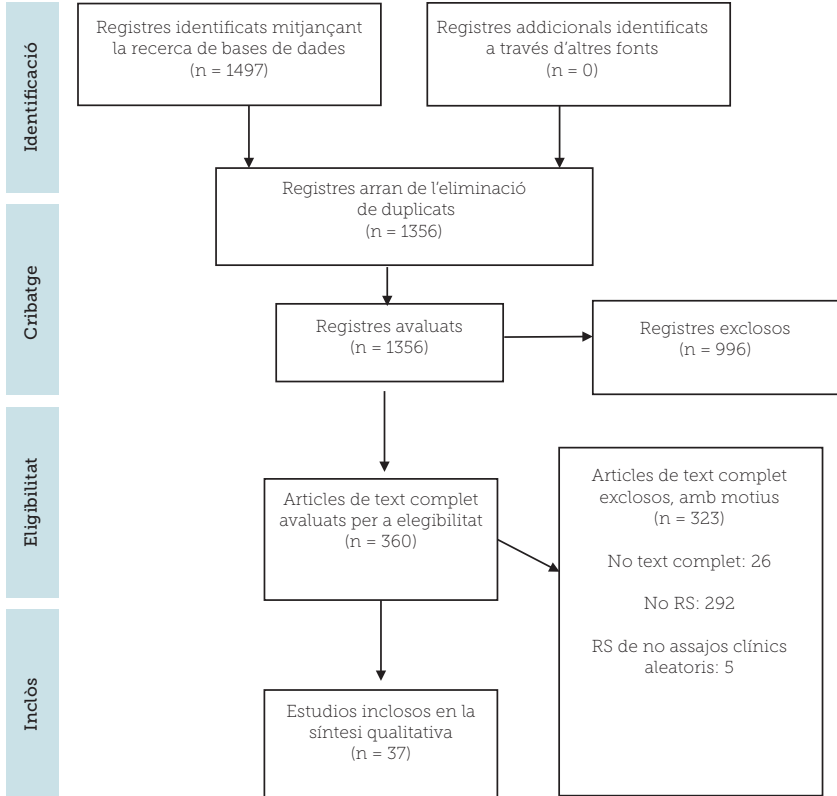 Identificació
Registres identificats mitjançant
la recerca de bases de dades
(n = 1497)
Registres addicionals identificats
a través d'altres fonts
(n = 0)
Registres arran de l'eliminació
de duplicats
(n = 1356)
Cribatge
Registres avaluats
(n = 1356)
Registres exclosos
(n = 996)
Eligibilitat
Articles de text complet
avaluats per a elegibilitat
(n = 360)
Articles de text complet
exclosos, amb motius
(n = 323)
No text complet: 26
No RS: 292
RS de no assajos clínics
aleatoris: 5
Inclòs
Estudios inclosos en la
síntesi qualitativa
(n = 37)